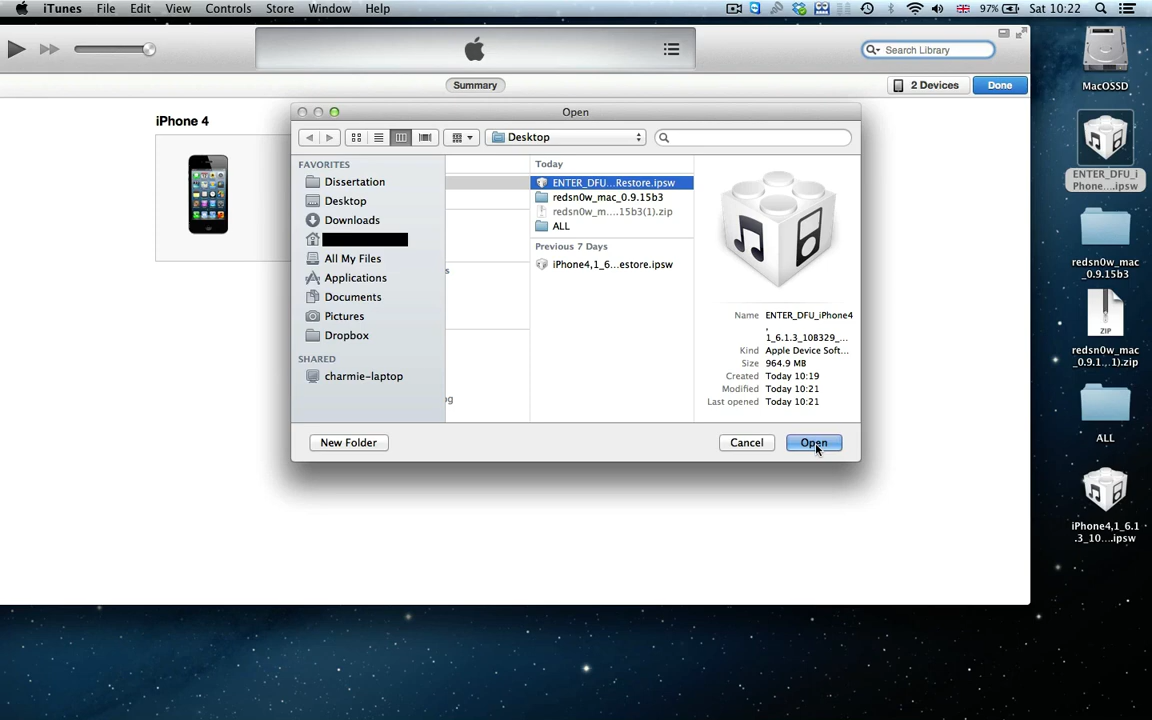 iTunes File Edit View Controls Store Window Help 97% Sat 10:22
Search Library
Summary 2 Devices Done
iPhone 4
Open
Desktop
FAVORITES
Dissertation
Desktop
Downloads
All My Files
Applications
Documents
Pictures
Dropbox
SHARED
charmie-laptop
Today
ENTER_DFU...Restore.ipsw
redsn0w_mac_0.9.15b3
redsn0w_m....15b3(1).zip
ALL
Previous 7 Days
iPhone4,1_6...estore.ipsw
Name ENTER_DFU_iPhone4
,
1_6.1.3_10B329_...
Kind Apple Device Soft...
Size 964.9 MB
Created Today 10:19
Modified Today 10:21
Last opened Today 10:21
New Folder Cancel Open
MacOSSD
ENTER_DFU_i
Phone....ipsw
redsn0w_mac
_0.9.15b3
ZIP
redsn0w_mac
_0.9.1...1).zip
ALL
iPhone4,1_6.1
.3_10...ipsw